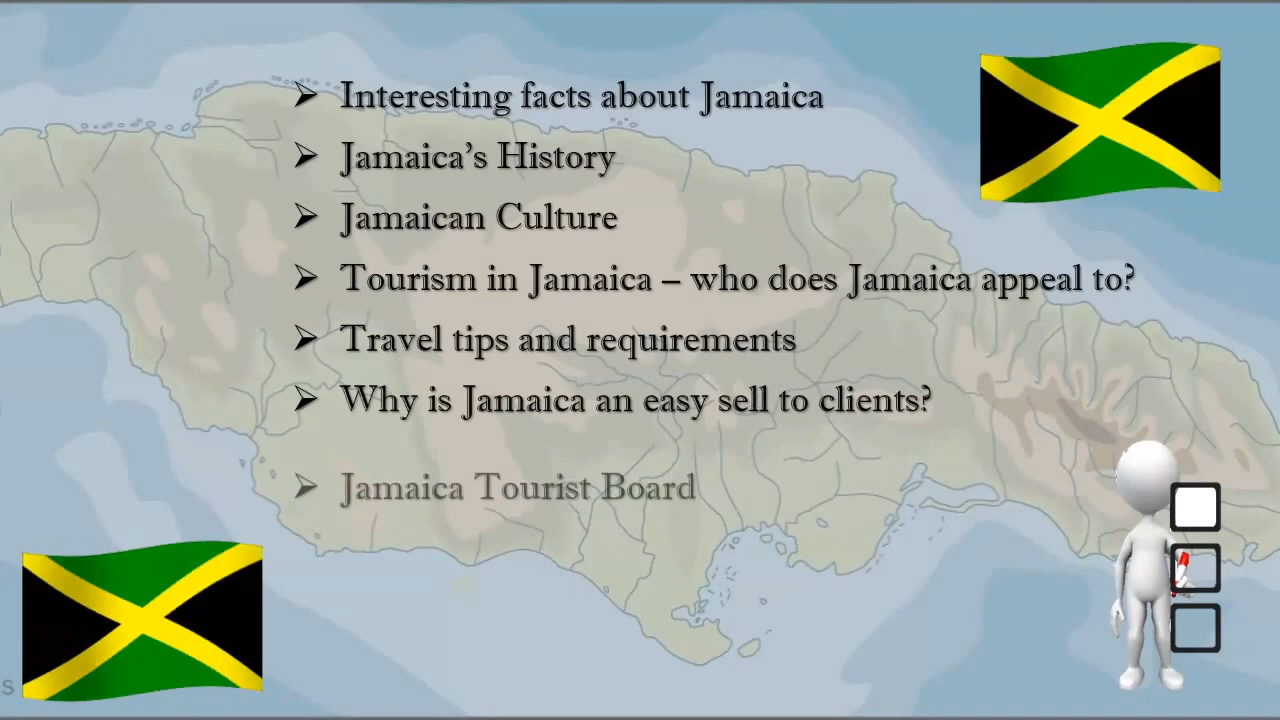 Interesting facts about Jamaica
Jamaica’s History
Jamaican Culture
Tourism in Jamaica – who does Jamaica appeal to?
Travel tips and requirements
Why is Jamaica an easy sell to clients?
Jamaica Tourist Board
s